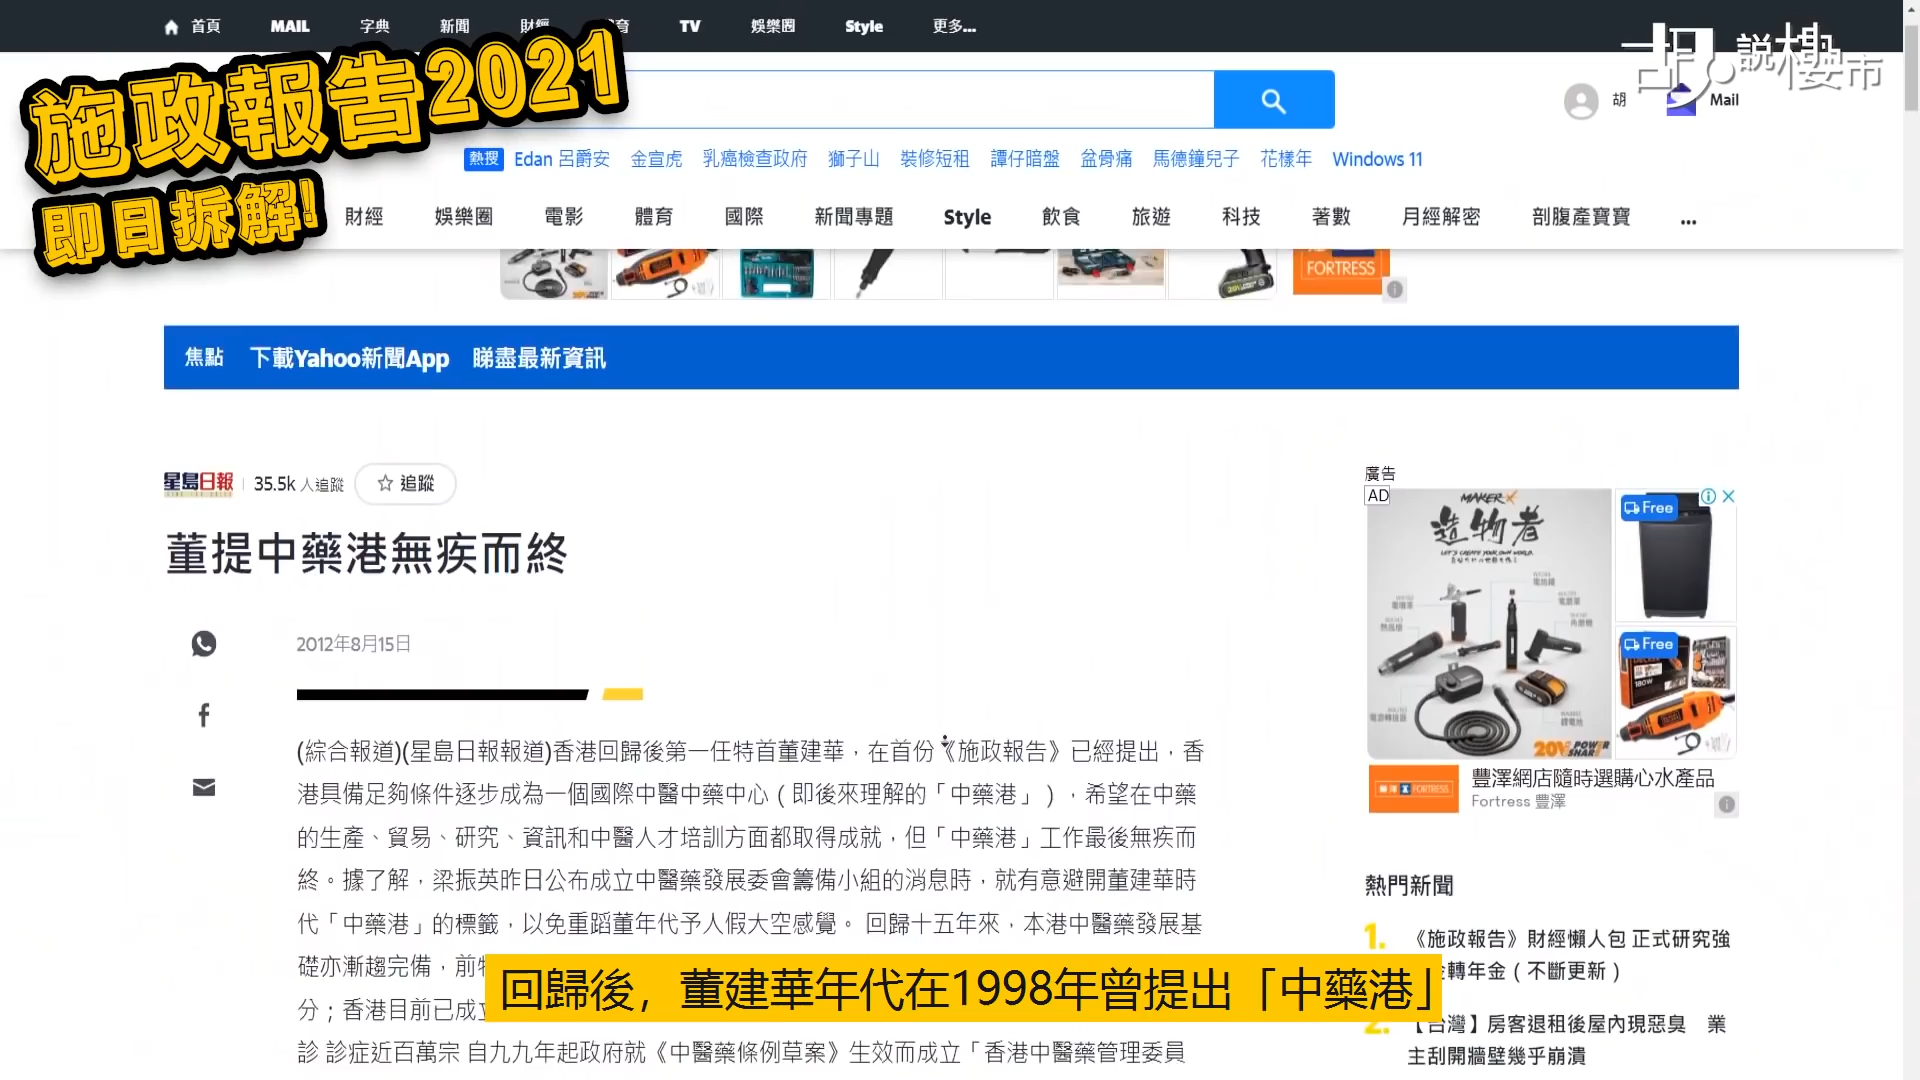 首頁 MAIL 字典 新聞 財經 體育 TV 娛樂圈 Style 更多...
胡.說樓市
施政報告2021
即日拆解!
胡 Mail
熱搜 Edan 呂爵安 金宣虎 乳癌檢查政府 獅子山 裝修短租 譚仔暗盤 盆骨痛 馬德鐘兒子 花樣年 Windows 11
財經 娛樂圈 電影 體育 國際 新聞專題 Style 飲食 旅遊 科技 著數 月經解密 剖腹產寶寶 ...
FORTRESS
焦點 下載Yahoo新聞App 睇盡最新資訊
星島日報 35.5k 人追蹤 追蹤
董提中藥港無疾而終
2012年8月15日
(綜合報道)(星島日報報道)香港回歸後第一任特首董建華，在首份《施政報告》已經提出，香
港具備足夠條件逐步成為一個國際中醫中藥中心（即後來理解的「中藥港」），希望在中藥
的生產、貿易、研究、資訊和中醫人才培訓方面都取得成就，但「中藥港」工作最後無疾而
終。據了解，梁振英昨日公布成立中醫藥發展委會籌備小組的消息時，就有意避開董建華時
代「中藥港」的標籤，以免重蹈董年代予人假大空感覺。 回歸十五年來，本港中醫藥發展基
礎亦漸趨完備，前
分；香港目前已成立
診 診症近百萬宗 自九九年起政府就《中醫藥條例草案》生效而成立「香港中醫藥管理委員
回歸後，董建華年代在1998年曾提出「中藥港」
廣告
AD
MAKER X
造物者
LET'S CREATE YOUR OWN WORLD
20V POWER SHARE
Free
Free
豐澤 FORTRESS
豐澤網店隨時選購心水產品
Fortress 豐澤
熱門新聞
1. 《施政報告》財經懶人包 正式研究強
金轉年金（不斷更新）
2. 【台灣】房客退租後屋內現惡臭 業
主刮開牆壁幾乎崩潰